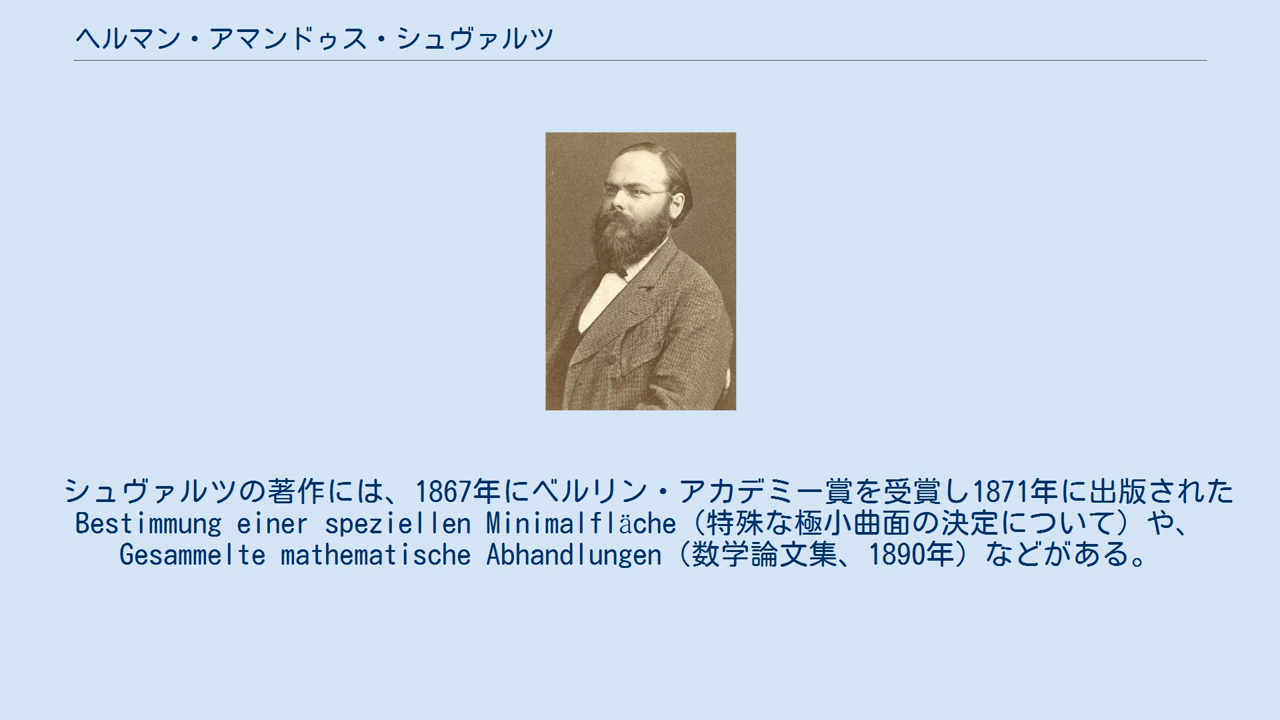 ヘルマン・アマンドゥス・シュヴァルツ
シュヴァルツの著作には、1867年にベルリン・アカデミー賞を受賞し1871年に出版された
Bestimmung einer speziellen Minimalfläche（特殊な極小曲面の決定について）や、
Gesammelte mathematische Abhandlungen（数学論文集、1890年）などがある。